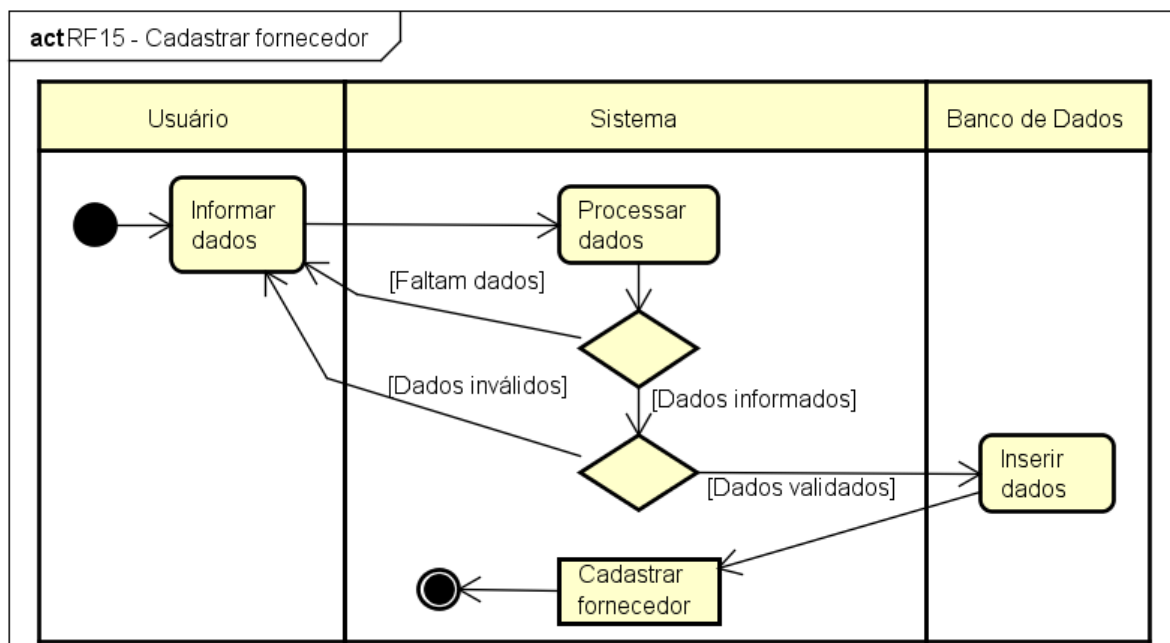 act RF15 - Cadastrar fornecedor
Usuário
Sistema
Banco de Dados
Informar
dados
Processar
dados
[Faltam dados]
[Dados inválidos]
[Dados informados]
[Dados validados]
Inserir
dados
Cadastrar
fornecedor